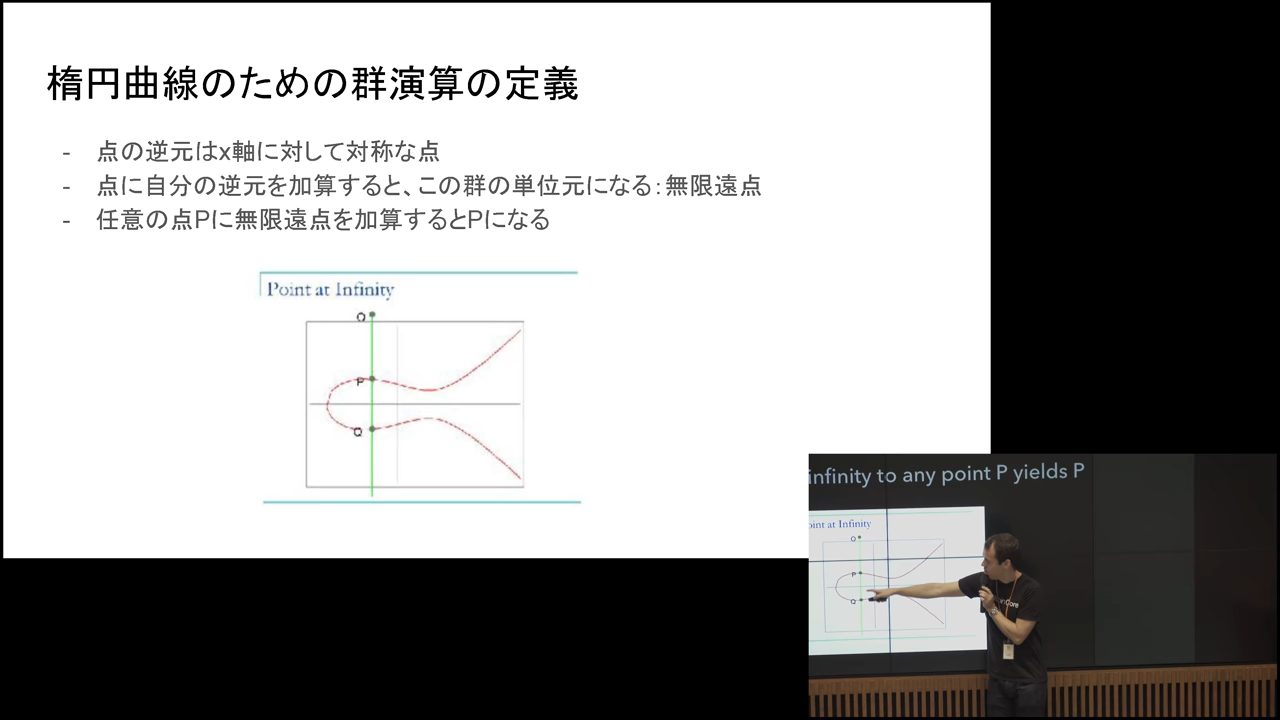 楕円曲線のための群演算の定義
- 点の逆元はx軸に対して対称な点
- 点に自分の逆元を加算すると、この群の単位元になる：無限遠点
- 任意の点Pに無限遠点を加算するとPになる
Point at Infinity
O
P
Q
infinity to any point P yields P
oint at Infinity
O
P
Q
ore